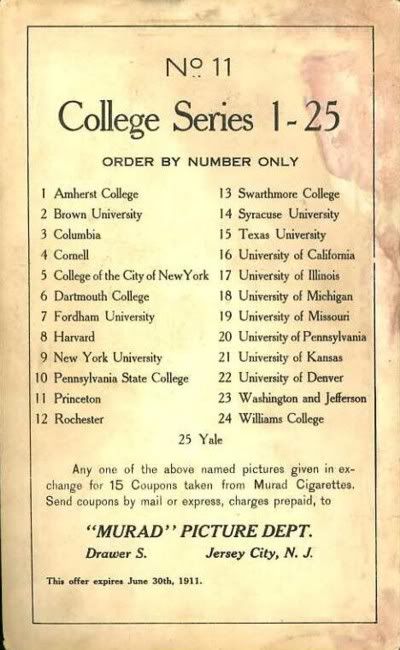 No 11
College Series 1-25
ORDER BY NUMBER ONLY
1 Amherst College
2 Brown University
3 Columbia
4 Cornell
5 College of the City of New York
6 Dartmouth College
7 Fordham University
8 Harvard
9 New York University
10 Pennsylvania State College
11 Princeton
12 Rochester
13 Swarthmore College
14 Syracuse University
15 Texas University
16 University of California
17 University of Illinois
18 University of Michigan
19 University of Missouri
20 University of Pennsylvania
21 University of Kansas
22 University of Denver
23 Washington and Jefferson
24 Williams College
25 Yale
Any one of the above named pictures given in ex-
change for 15 Coupons taken from Murad Cigarettes.
Send coupons by mail or express, charges prepaid, to
"MURAD" PICTURE DEPT.
Drawer S. Jersey City, N. J.
This offer expires June 30th, 1911.